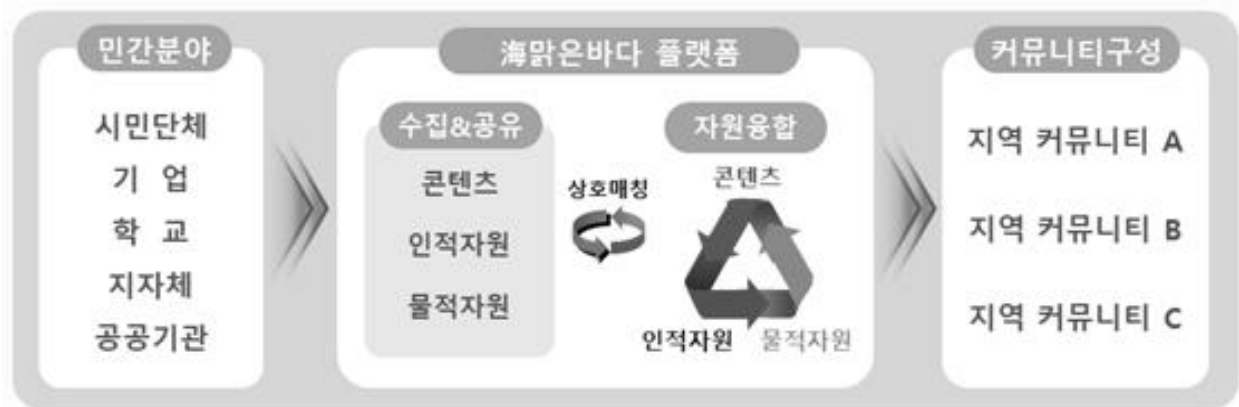 민간분야
시민단체
기 업
학 교
지자체
공공기관
海맑은바다 플랫폼
수집&공유
콘텐츠
인적자원
물적자원
상호매칭
자원융합
콘텐츠
인적자원 물적자원
커뮤니티구성
지역 커뮤니티 A
지역 커뮤니티 B
지역 커뮤니티 C